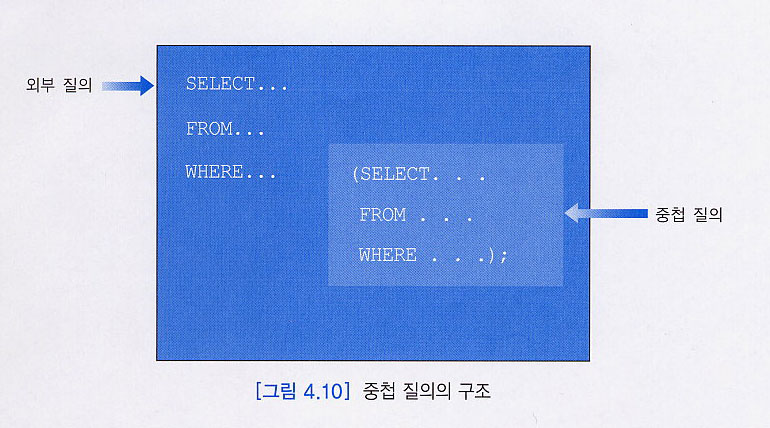 외부 질의
SELECT...
FROM...
WHERE...
(SELECT. . .
FROM . . .
WHERE . . .);
중첩 질의
[그림 4.10] 중첩 질의의 구조